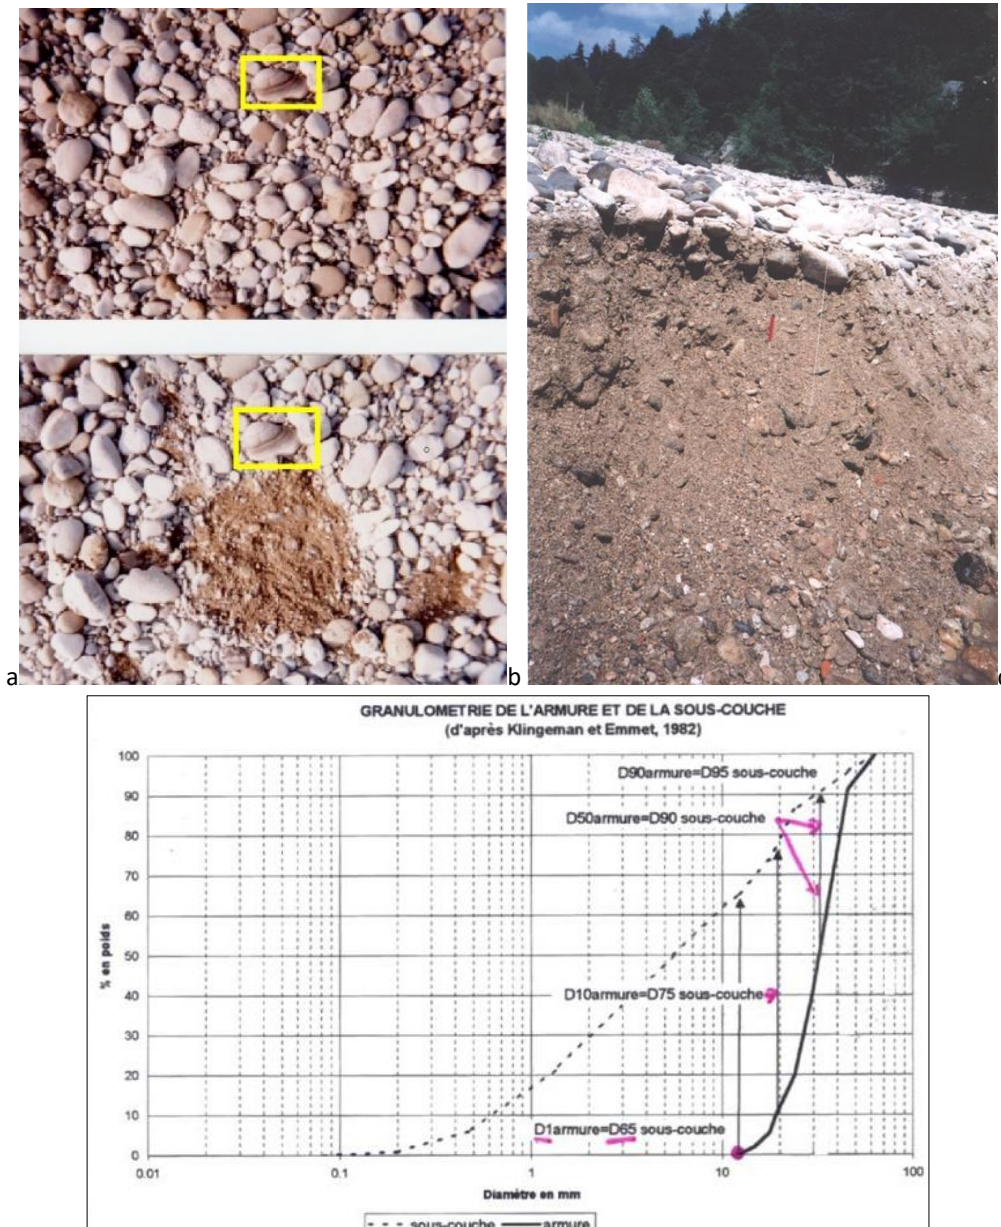 a
b
c
GRANULOMETRIE DE L'ARMURE ET DE LA SOUS-COUCHE
(d'après Klingeman et Emmet, 1982)
100
90
80
70
60
50
40
30
20
10
0
% en poids
D90armure=D95 sous-couche
D50armure=D90 sous-couche
D10armure=D75 sous-couche
D1armure=D65 sous-couche
0.01
0.1
1
10
100
Diamètre en mm
sous-couche armure